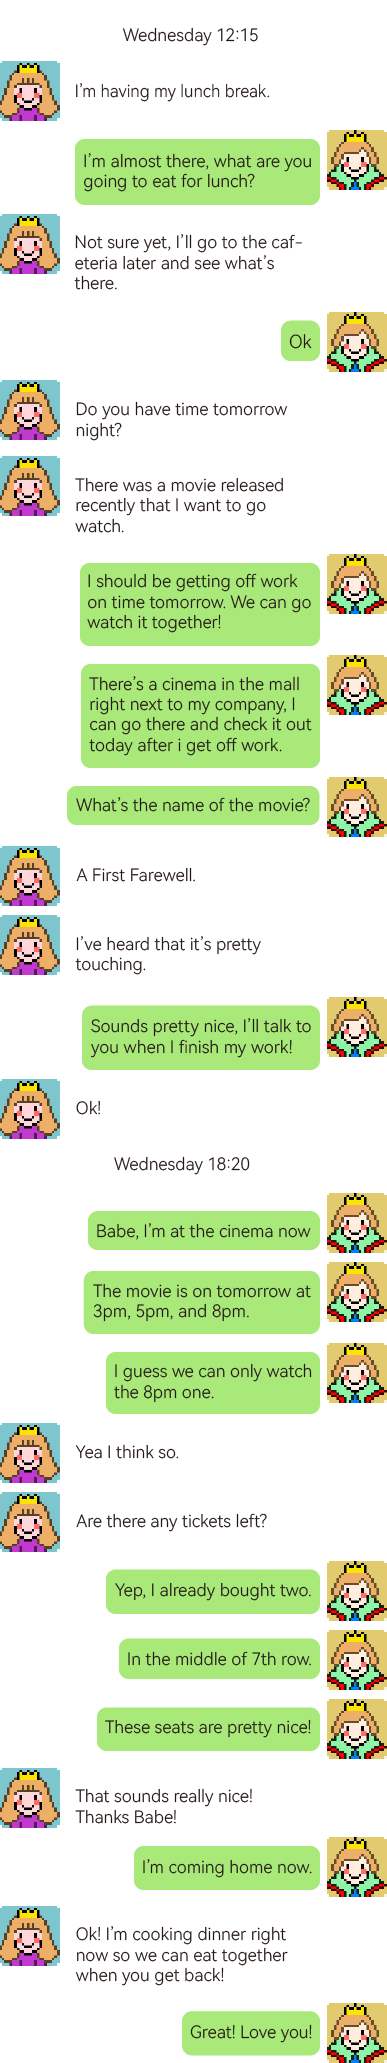 Wednesday 12:15
I'm having my lunch break.
I'm almost there, what are you
going to eat for lunch?
Not sure yet, I'll go to the caf-
eteria later and see what's
there.
Ok
Do you have time tomorrow
night?
There was a movie released
recently that I want to go
watch.
I should be getting off work
on time tomorrow. We can go
watch it together!
There's a cinema in the mall
right next to my company, I
can go there and check it out
today after i get off work.
What's the name of the movie?
A First Farewell.
I've heard that it's pretty
touching.
Sounds pretty nice, I'll talk to
you when I finish my work!
Ok!
Wednesday 18:20
Babe, I'm at the cinema now
The movie is on tomorrow at
3pm, 5pm, and 8pm.
I guess we can only watch
the 8pm one.
Yea I think so.
Are there any tickets left?
Yep, I already bought two.
In the middle of 7th row.
These seats are pretty nice!
That sounds really nice!
Thanks Babe!
I'm coming home now.
Ok! I'm cooking dinner right
now so we can eat together
when you get back!
Great! Love you!